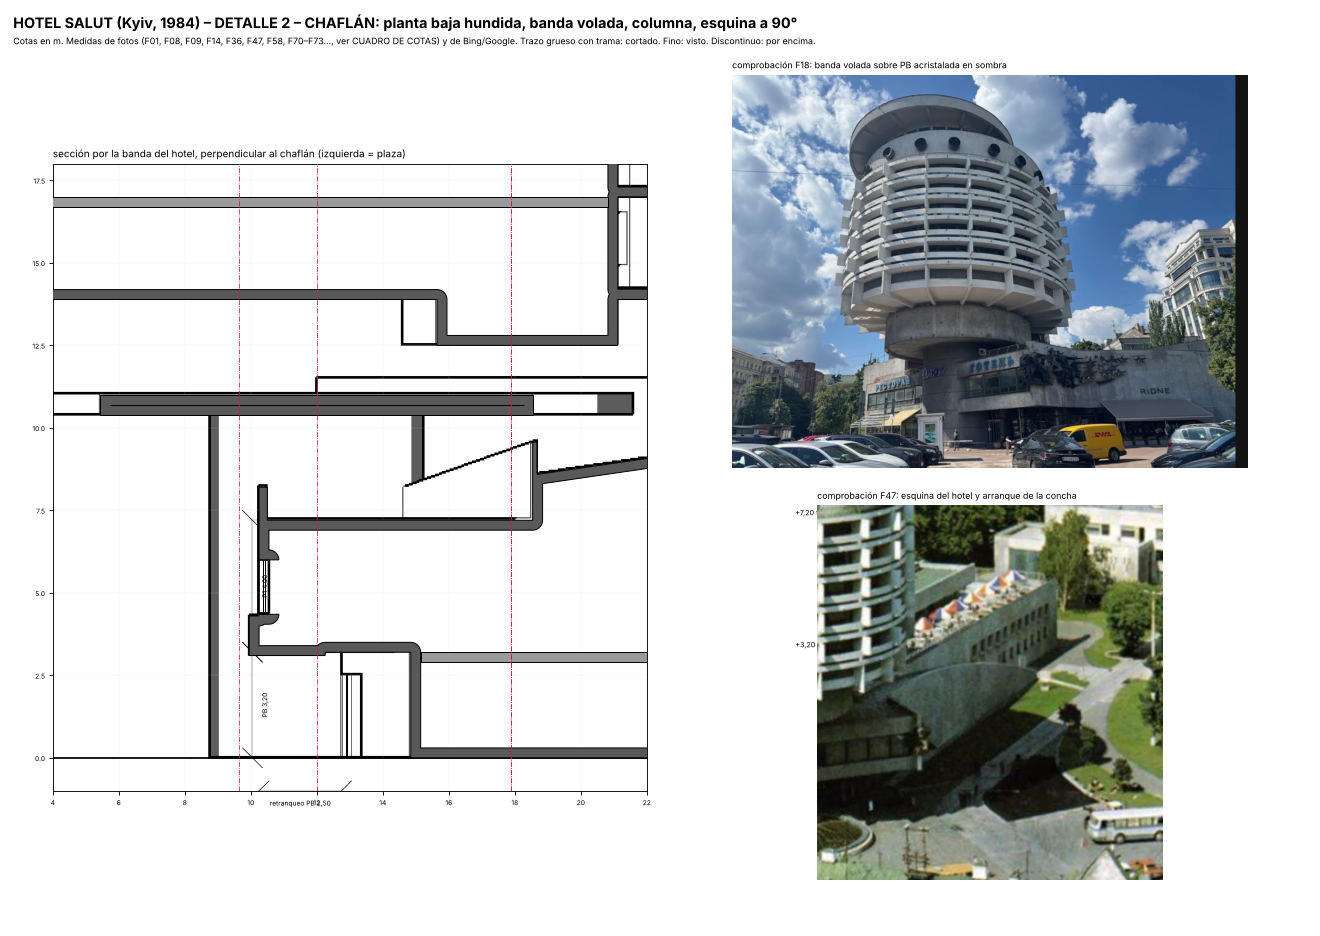 HOTEL SALUT (Kyiv, 1984) – DETALLE 2 – CHAFLÁN: planta baja hundida, banda volada, columna, esquina a 90°
Cotas en m. Medidas de fotos (F01, F08, F09, F14, F36, F47, F58, F70–F73..., ver CUADRO DE COTAS) y de Bing/Google. Trazo grueso con trama: cortado. Fino: visto. Discontinuo: por encima.
comprobación F18: banda volada sobre PB acristalada en sombra
РЕСТОРАН
ГОТЕЛЬ
RIDNE
DHL
sección por la banda del hotel, perpendicular al chaflán (izquierda = plaza)
17.5
15.0
12.5
10.0
7.5
5.0
2.5
0.0
PB 3,20
4
6
8
10
12
14
16
18
20
22
retranqueo PB 2,50
comprobación F47: esquina del hotel y arranque de la concha
+7,20
+3,20